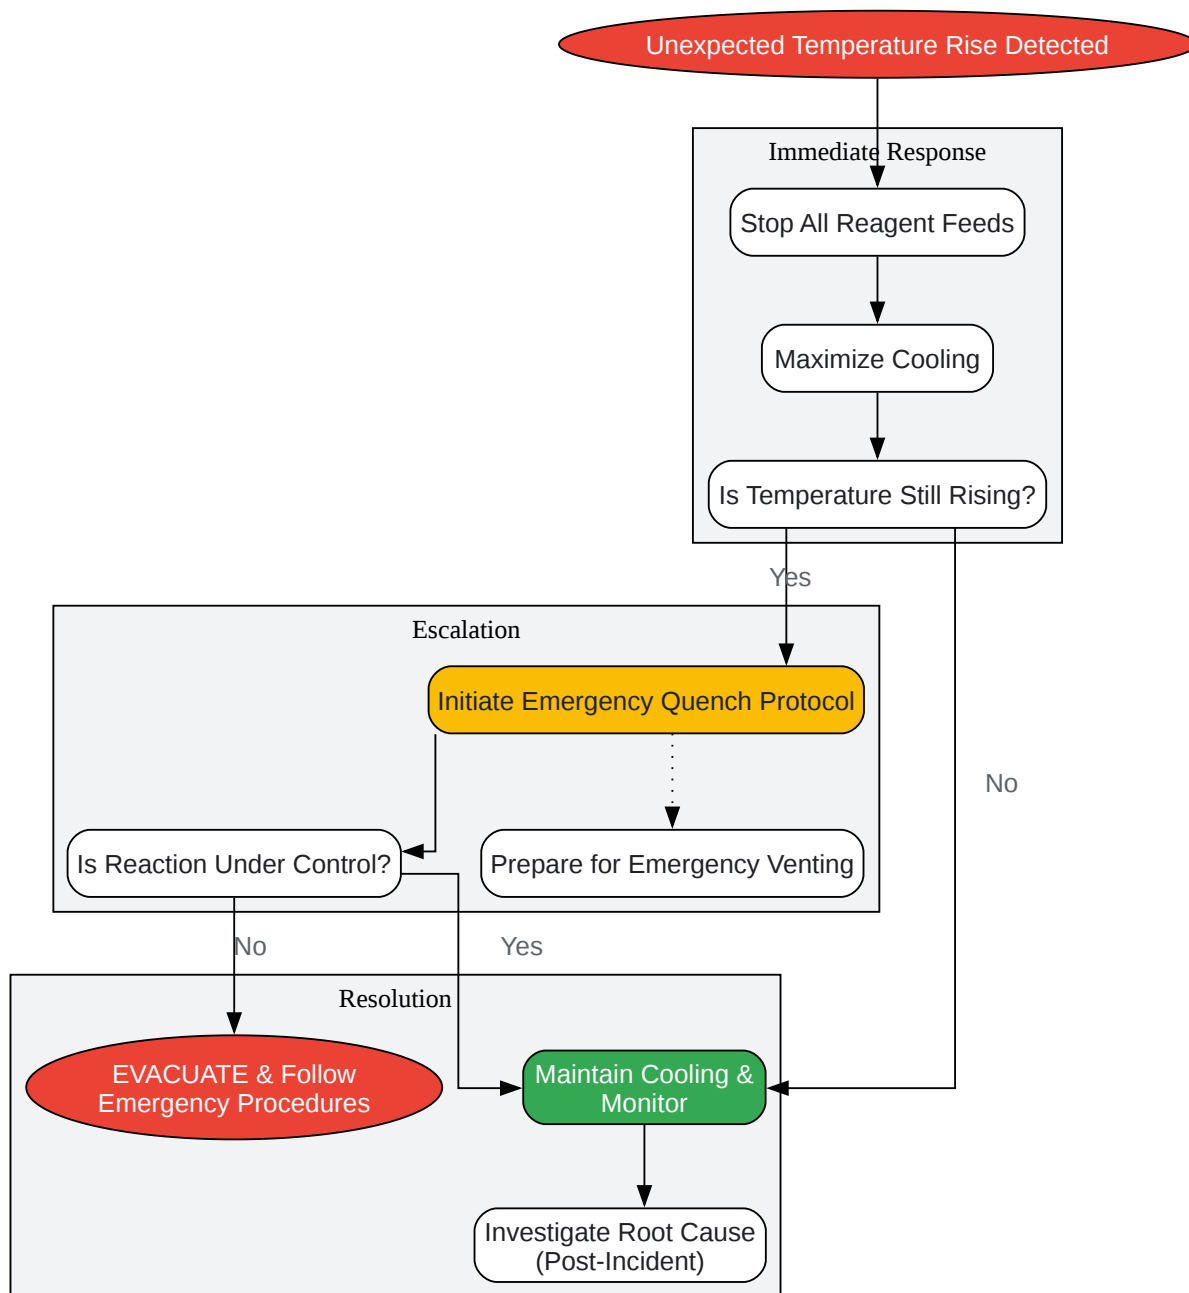 Unexpected Temperature Rise Detected
Immediate Response
Stop All Reagent Feeds
Maximize Cooling
Is Temperature Still Rising?
Yes
Escalation
Initiate Emergency Quench Protocol
No
Is Reaction Under Control?
Prepare for Emergency Venting
No
Yes
Resolution
EVACUATE & Follow
Emergency Procedures
Maintain Cooling &
Monitor
Investigate Root Cause
(Post-Incident)